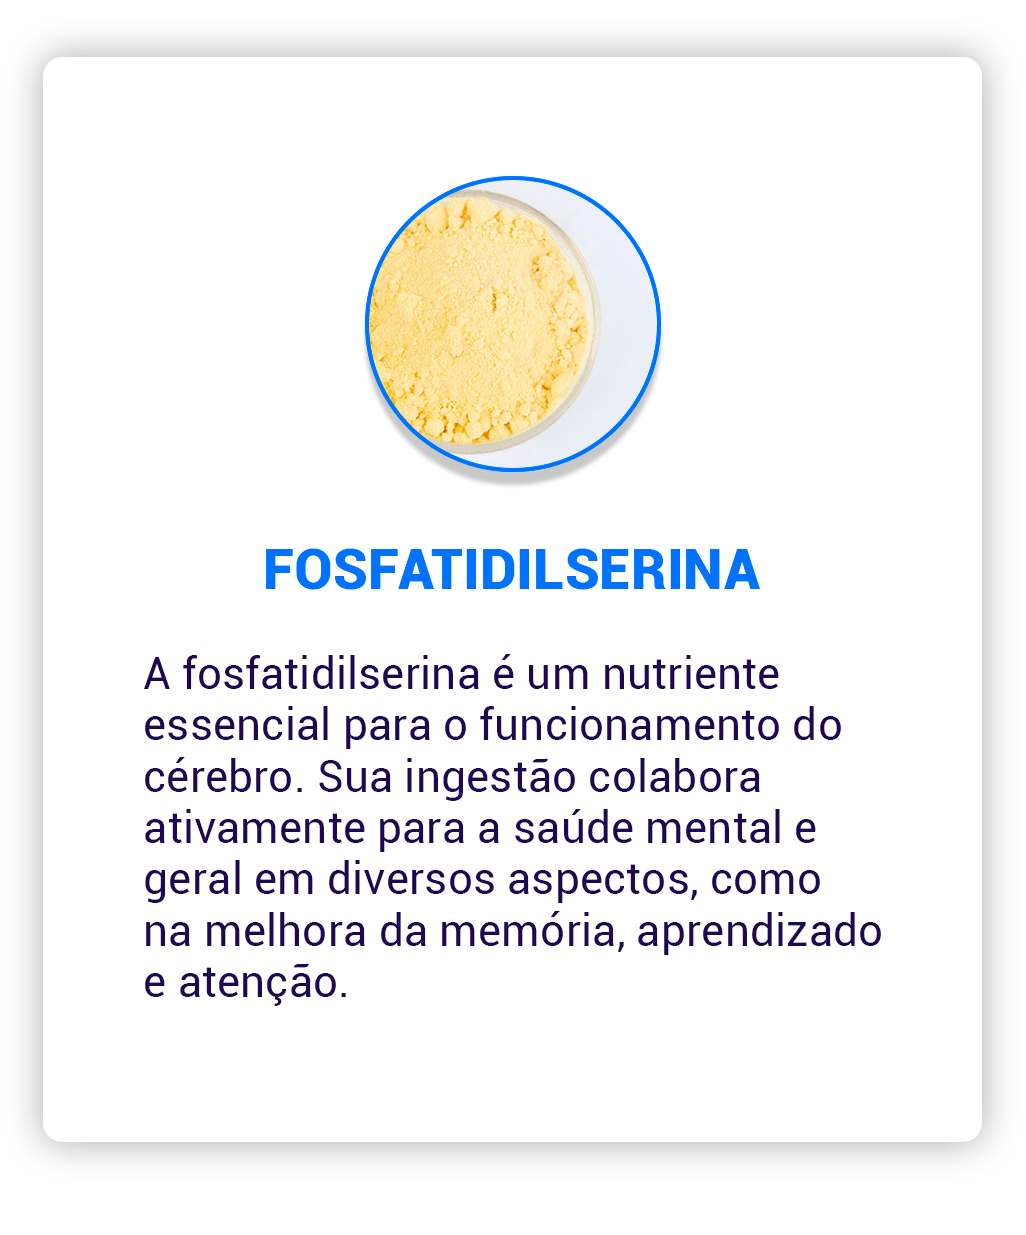 FOSFATIDILSERINA
A fosfatidilserina é um nutriente
essencial para o funcionamento do
cérebro. Sua ingestão colabora
ativamente para a saúde mental e
geral em diversos aspectos, como
na melhora da memória, aprendizado
e atenção.